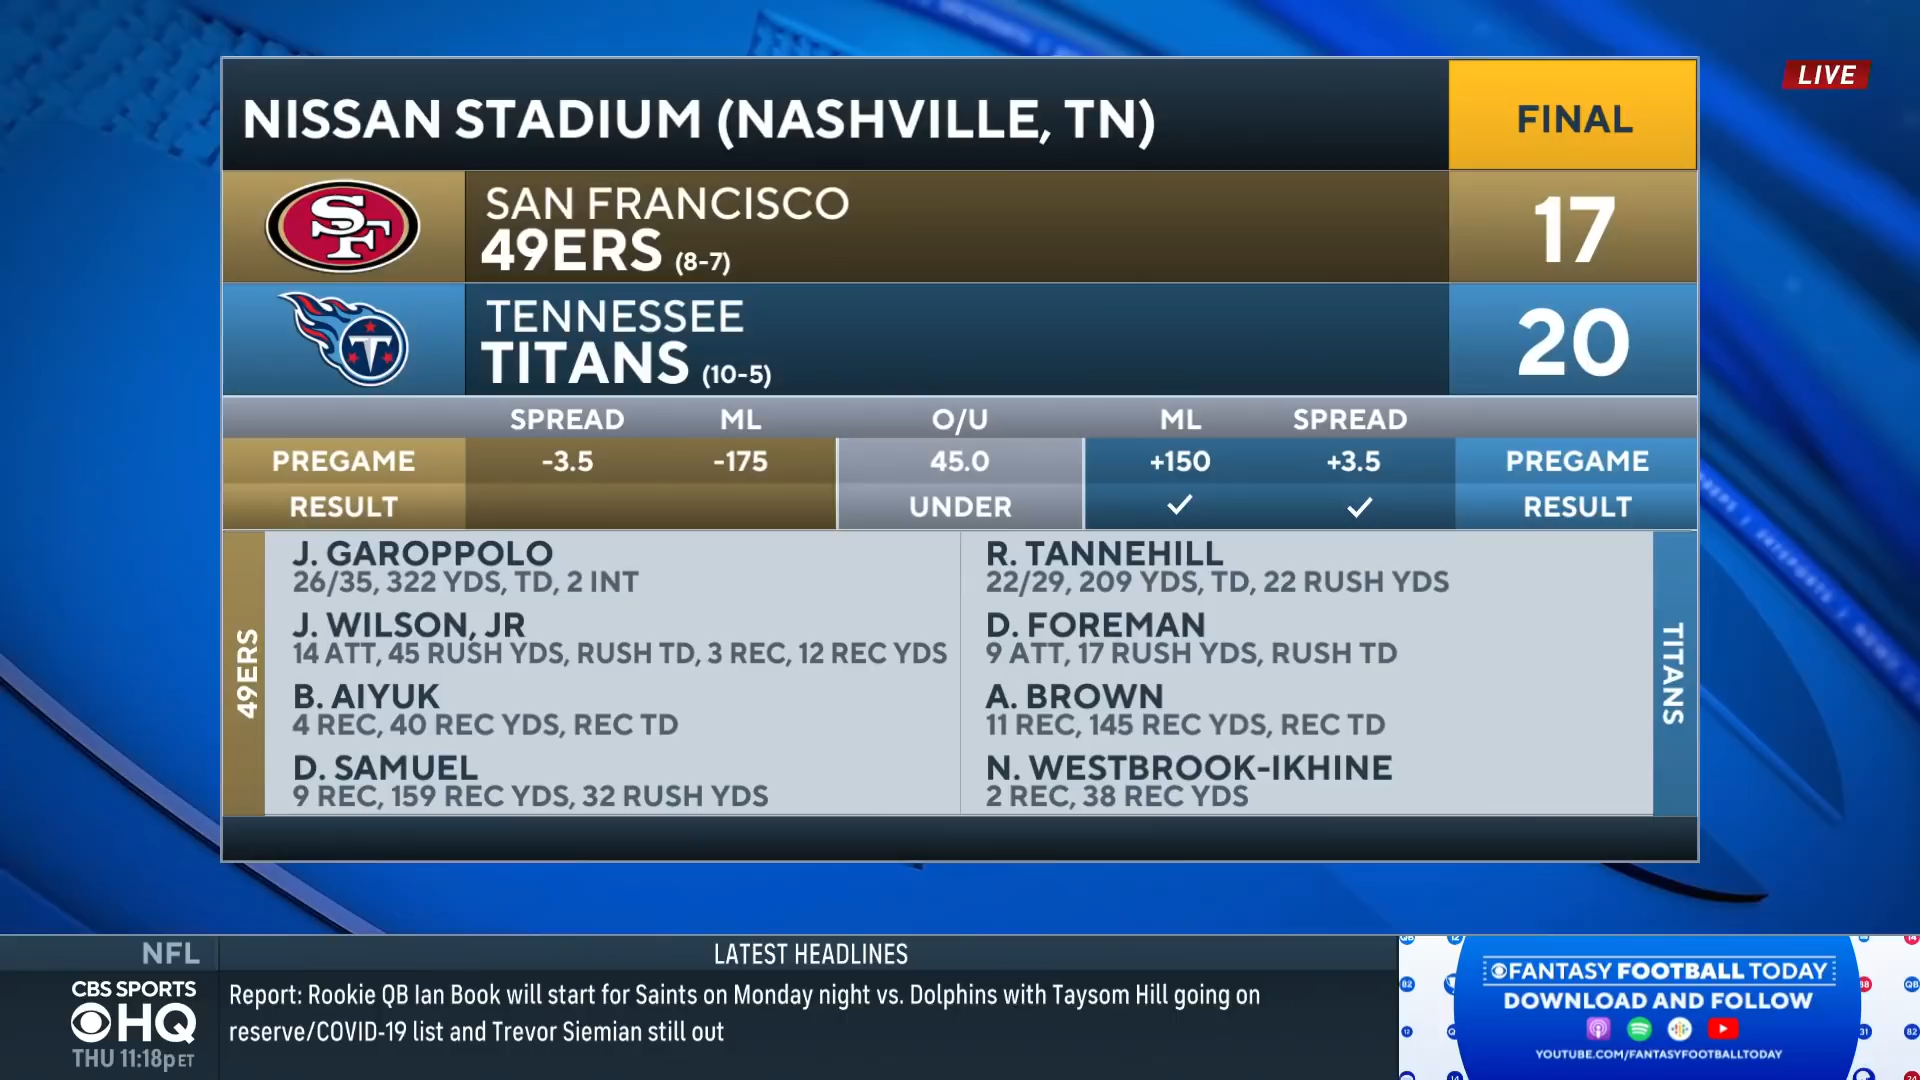 LIVE
NISSAN STADIUM (NASHVILLE, TN)
FINAL
SF
SAN FRANCISCO
49ERS (8-7)
17
T
TENNESSEE
TITANS (10-5)
20
SPREAD ML O/U ML SPREAD
PREGAME -3.5 -175 45.0 +150 +3.5 PREGAME
RESULT UNDER ✓ ✓ RESULT
49ERS
J. GAROPPOLO
26/35, 322 YDS, TD, 2 INT
J. WILSON, JR
14 ATT, 45 RUSH YDS, RUSH TD, 3 REC, 12 REC YDS
B. AIYUK
4 REC, 40 REC YDS, REC TD
D. SAMUEL
9 REC, 159 REC YDS, 32 RUSH YDS
R. TANNEHILL
22/29, 209 YDS, TD, 22 RUSH YDS
D. FOREMAN
9 ATT, 17 RUSH YDS, RUSH TD
A. BROWN
11 REC, 145 REC YDS, REC TD
N. WESTBROOK-IKHINE
2 REC, 38 REC YDS
TITANS
NFL
LATEST HEADLINES
CBS SPORTS
HQ
THU 11:18pET
Report: Rookie QB Ian Book will start for Saints on Monday night vs. Dolphins with Taysom Hill going on
reserve/COVID-19 list and Trevor Siemian still out
FANTASY FOOTBALL TODAY
DOWNLOAD AND FOLLOW
YOUTUBE.COM/FANTASYFOOTBALLTODAY